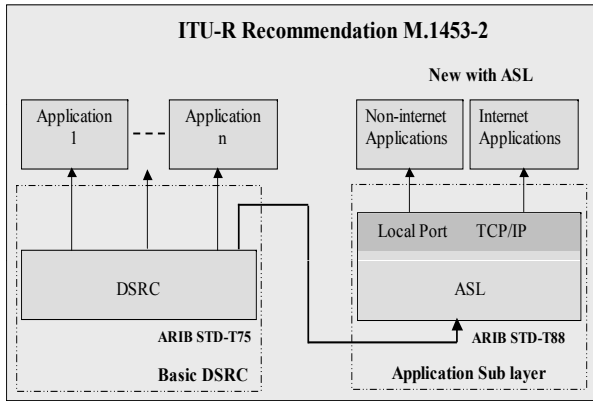 ITU-R Recommendation M.1453-2
New with ASL
Application
1
Application
n
Non-internet
Applications
Internet
Applications
DSRC
ARIB STD-T75
Basic DSRC
Local Port
TCP/IP
ASL
ARIB STD-T88
Application Sub layer